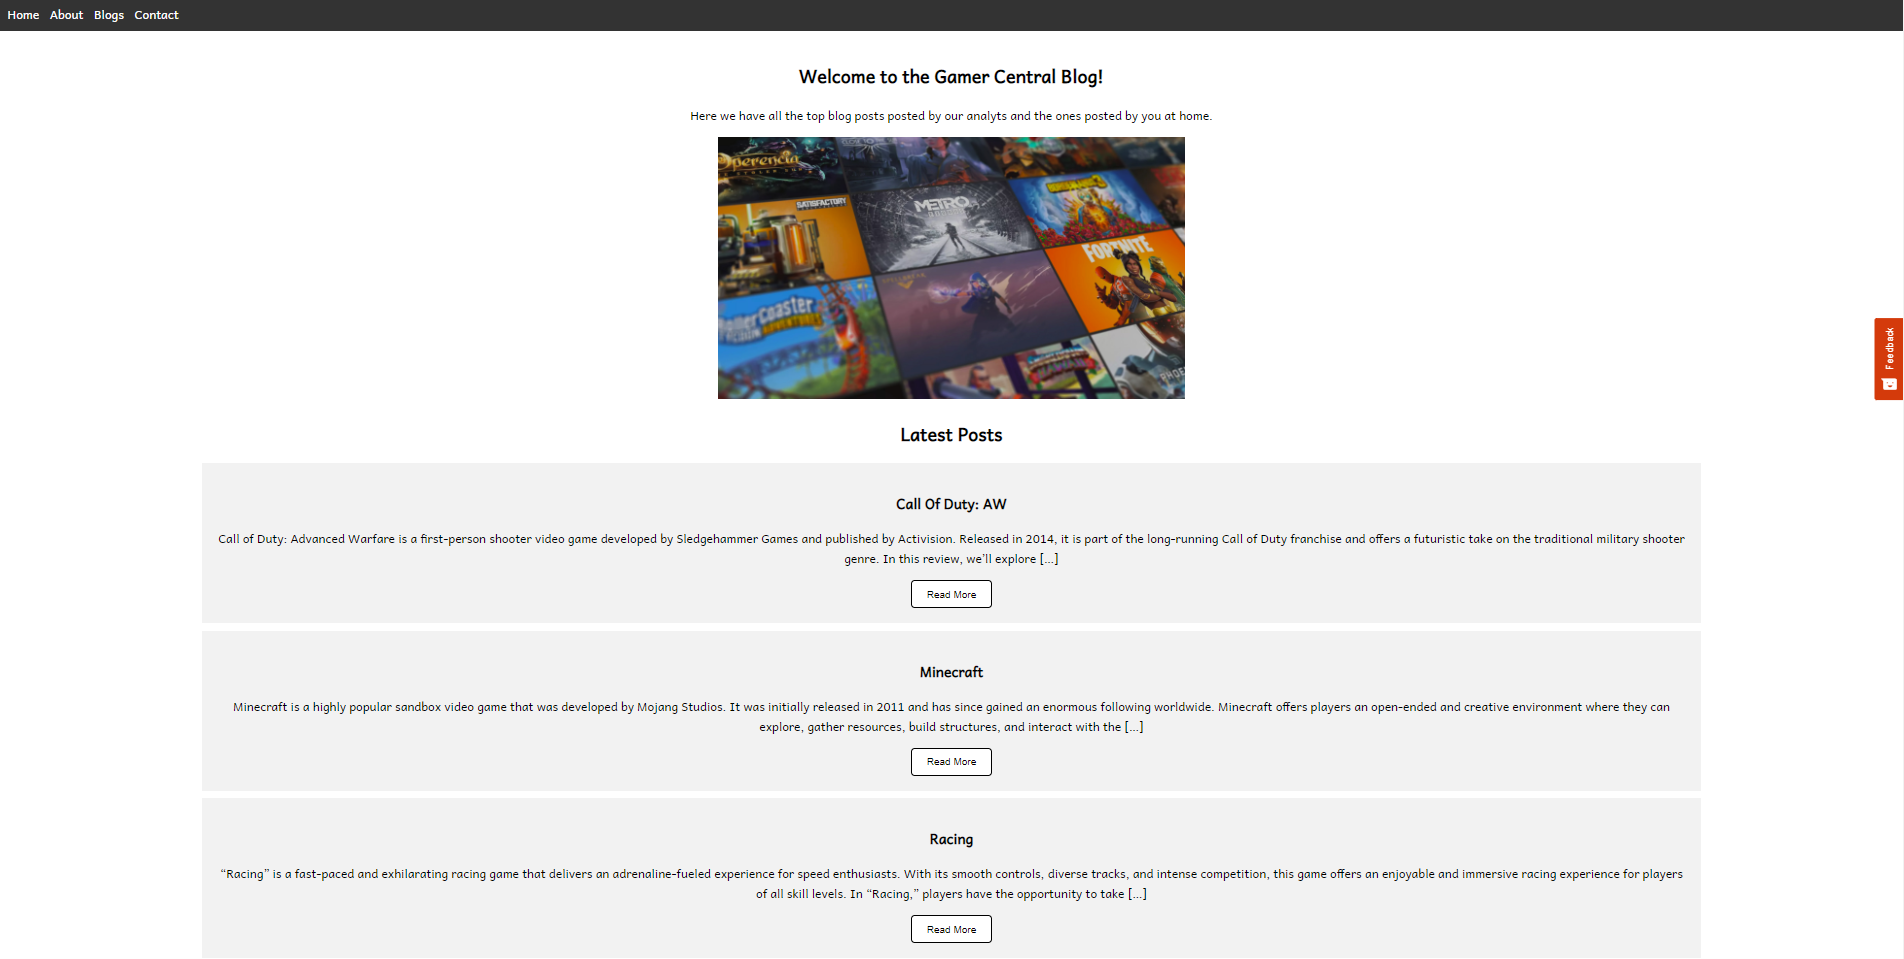 Home About Blogs Contact
Welcome to the Gamer Central Blog!
Here we have all the top blog posts posted by our analyts and the ones posted by you at home.
SATISFACTORY
METRO
BORDERLANDS 3
FORTNITE
Feedback
Latest Posts
Call Of Duty: AW
Call of Duty: Advanced Warfare is a first-person shooter video game developed by Sledgehammer Games and published by Activision. Released in 2014, it is part of the long-running Call of Duty franchise and offers a futuristic take on the traditional military shooter
genre. In this review, we’ll explore [...]
Read More
Minecraft
Minecraft is a highly popular sandbox video game that was developed by Mojang Studios. It was initially released in 2011 and has since gained an enormous following worldwide. Minecraft offers players an open-ended and creative environment where they can
explore, gather resources, build structures, and interact with the [...]
Read More
Racing
“Racing” is a fast-paced and exhilarating racing game that delivers an adrenaline-fueled experience for speed enthusiasts. With its smooth controls, diverse tracks, and intense competition, this game offers an enjoyable and immersive racing experience for players
of all skill levels. In “Racing,” players have the opportunity to take [...]
Read More